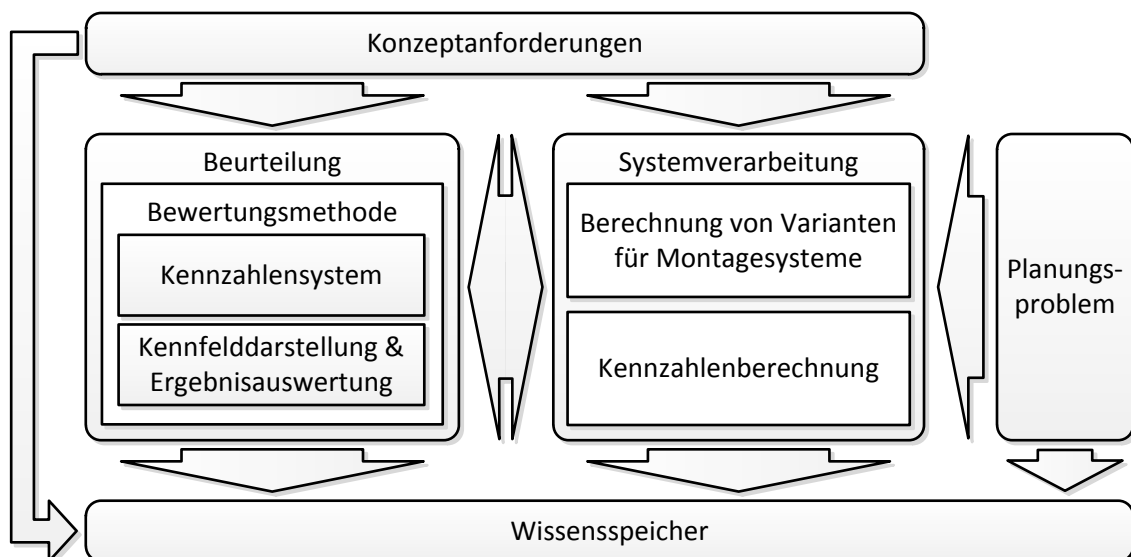 Konzeptanforderungen
Beurteilung
Bewertungsmethode
Kennzahlensystem
Kennfelddarstellung &
Ergebnisauswertung
Systemverarbeitung
Berechnung von Varianten
für Montagesysteme
Kennzahlenberechnung
Planungs-
problem
Wissensspeicher